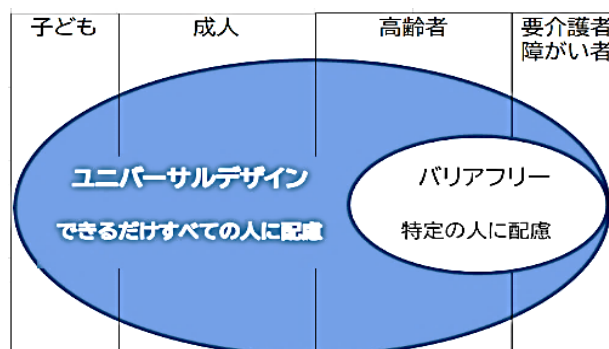 子ども
成人
高齢者
要介護者
障がい者
ユニバーサルデザイン
できるだけすべての人に配慮
バリアフリー
特定の人に配慮